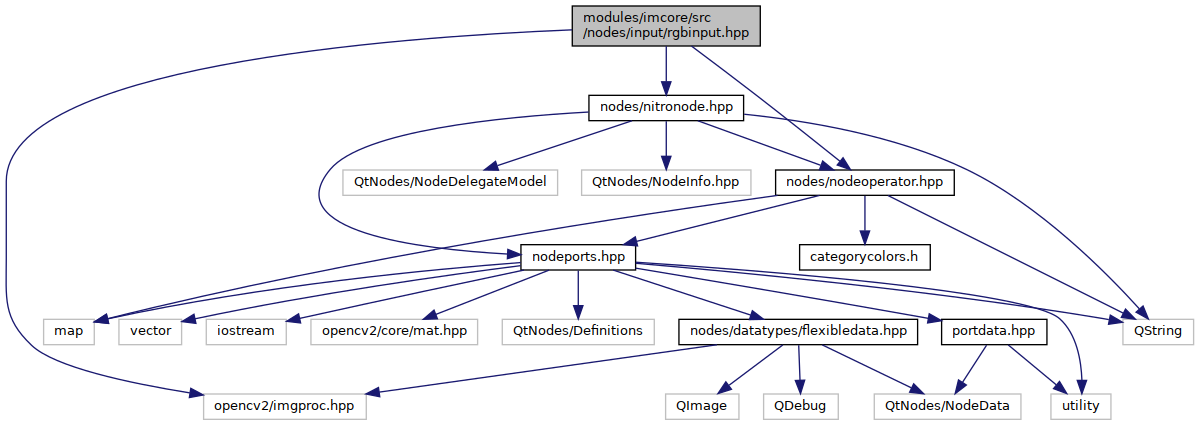 modules/imcore/src
/nodes/input/rgbinput.hpp
nodes/nitronode.hpp
QtNodes/NodeDelegateModel
QtNodes/NodeInfo.hpp
nodes/nodeoperator.hpp
nodeports.hpp
categorycolors.h
map
vector
iostream
opencv2/core/mat.hpp
QtNodes/Definitions
nodes/datatypes/flexibledata.hpp
portdata.hpp
QString
opencv2/imgproc.hpp
QImage
QDebug
QtNodes/NodeData
utility